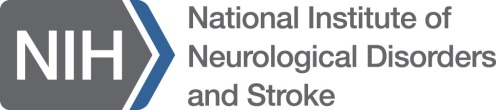 NIH
National Institute of
Neurological Disorders
and Stroke